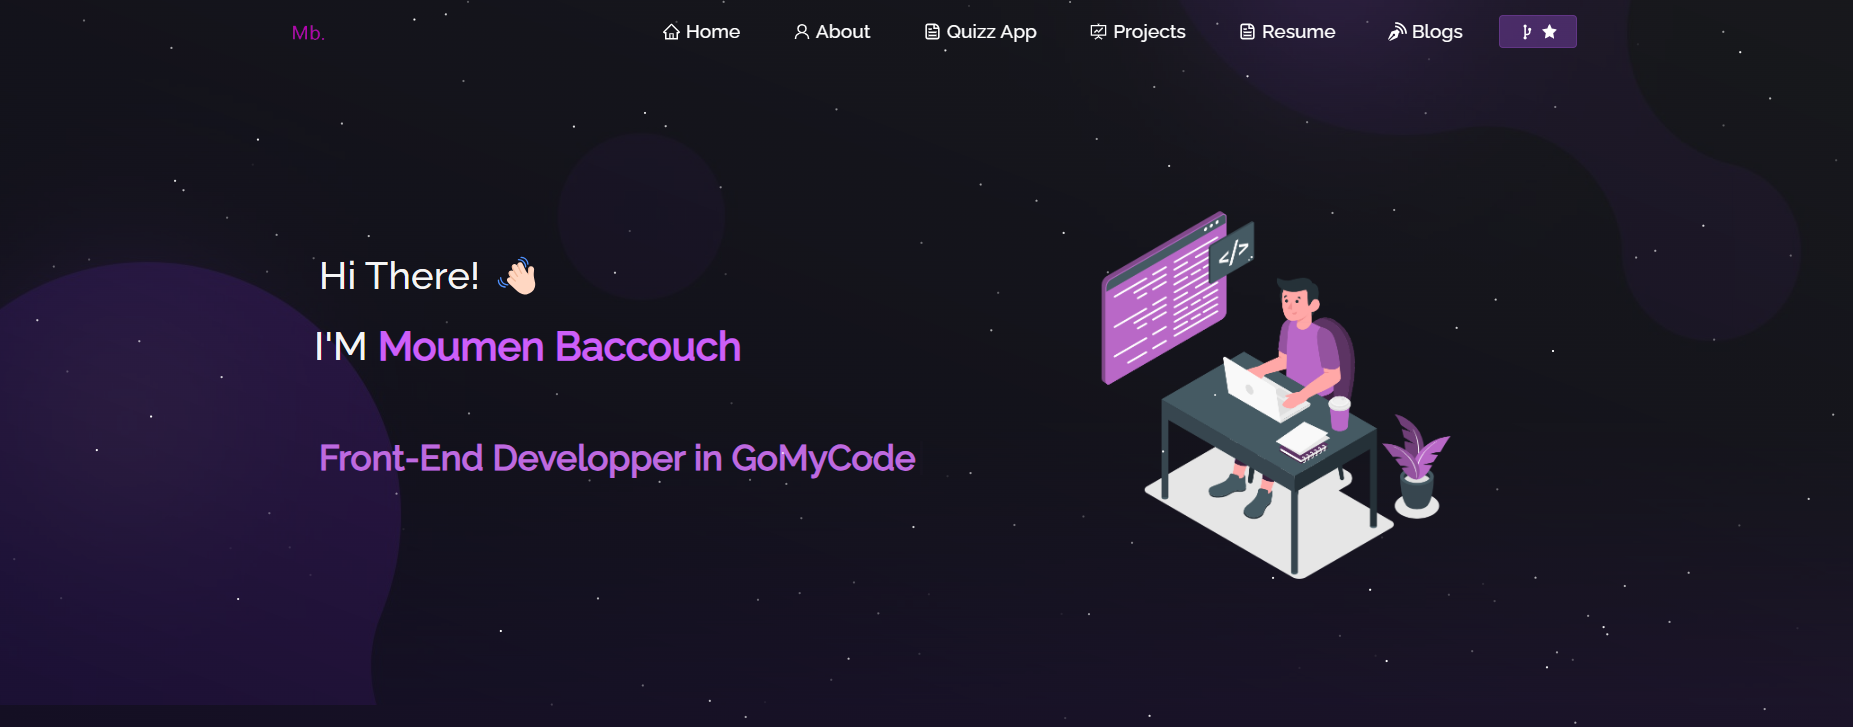 Mb.
Home About Quizz App Projects Resume Blogs
</>
Hi There!
I'M Moumen Baccouch
Front-End Developper in GoMyCode